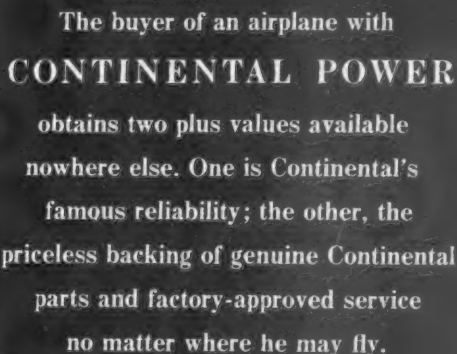 The buyer of an airplane with
CONTINENTAL POWER
obtains two plus values available
nowhere else. One is Continental's
famous reliability; the other, the
priceless backing of genuine Continental
parts and factory-approved service
no matter where he may fly.